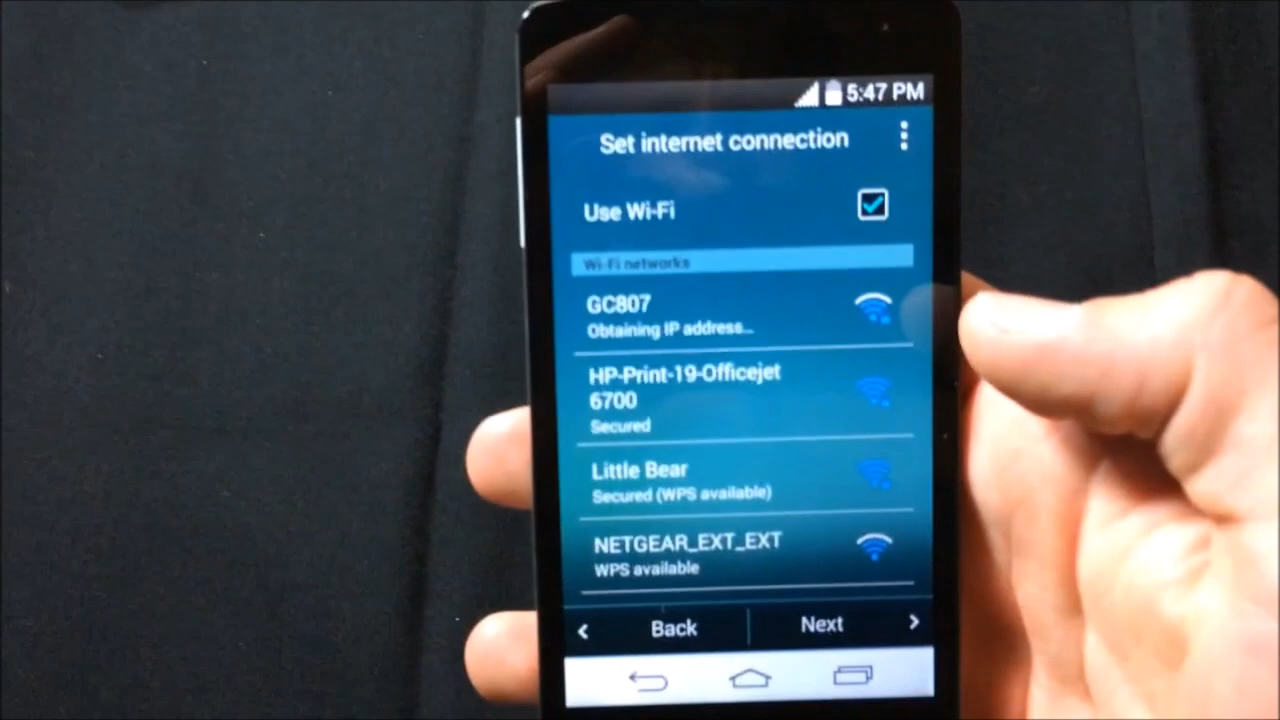 5:47 PM
Set internet connection
Use Wi-Fi
Wi-Fi networks
GC807
Obtaining IP address...
HP-Print-19-Officejet
6700
Secured
Little Bear
Secured (WPS available)
NETGEAR_EXT_EXT
WPS available
Back
Next